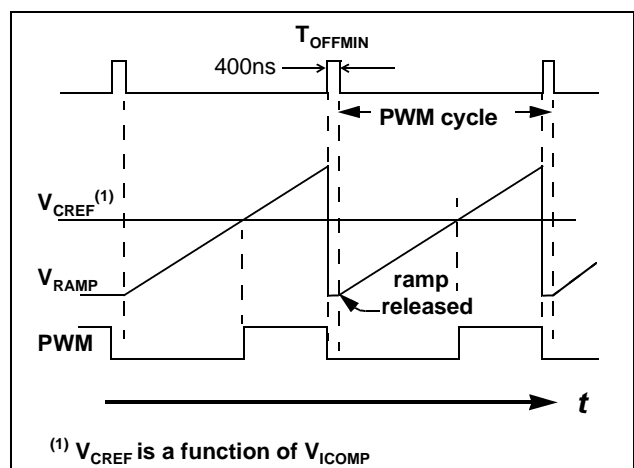 TOFFMIN
400ns
PWM cycle
VCREF(1)
VRAMP
ramp
released
PWM
t
(1) VCREF is a function of VICOMP